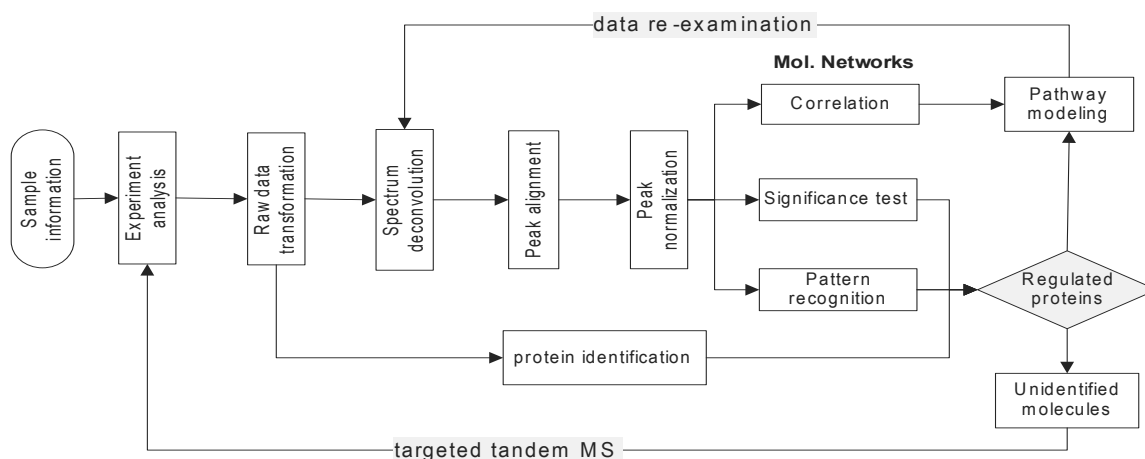 data re-examination
Mol. Networks
Correlation
Pathway
modeling
Sample
information
Experiment
analysis
Raw data
transformation
Spectrum
deconvolution
Peak alignment
Peak
normalization
Significance test
Pattern
recognition
Regulated
proteins
protein identification
Unidentified
molecules
targeted tandem MS